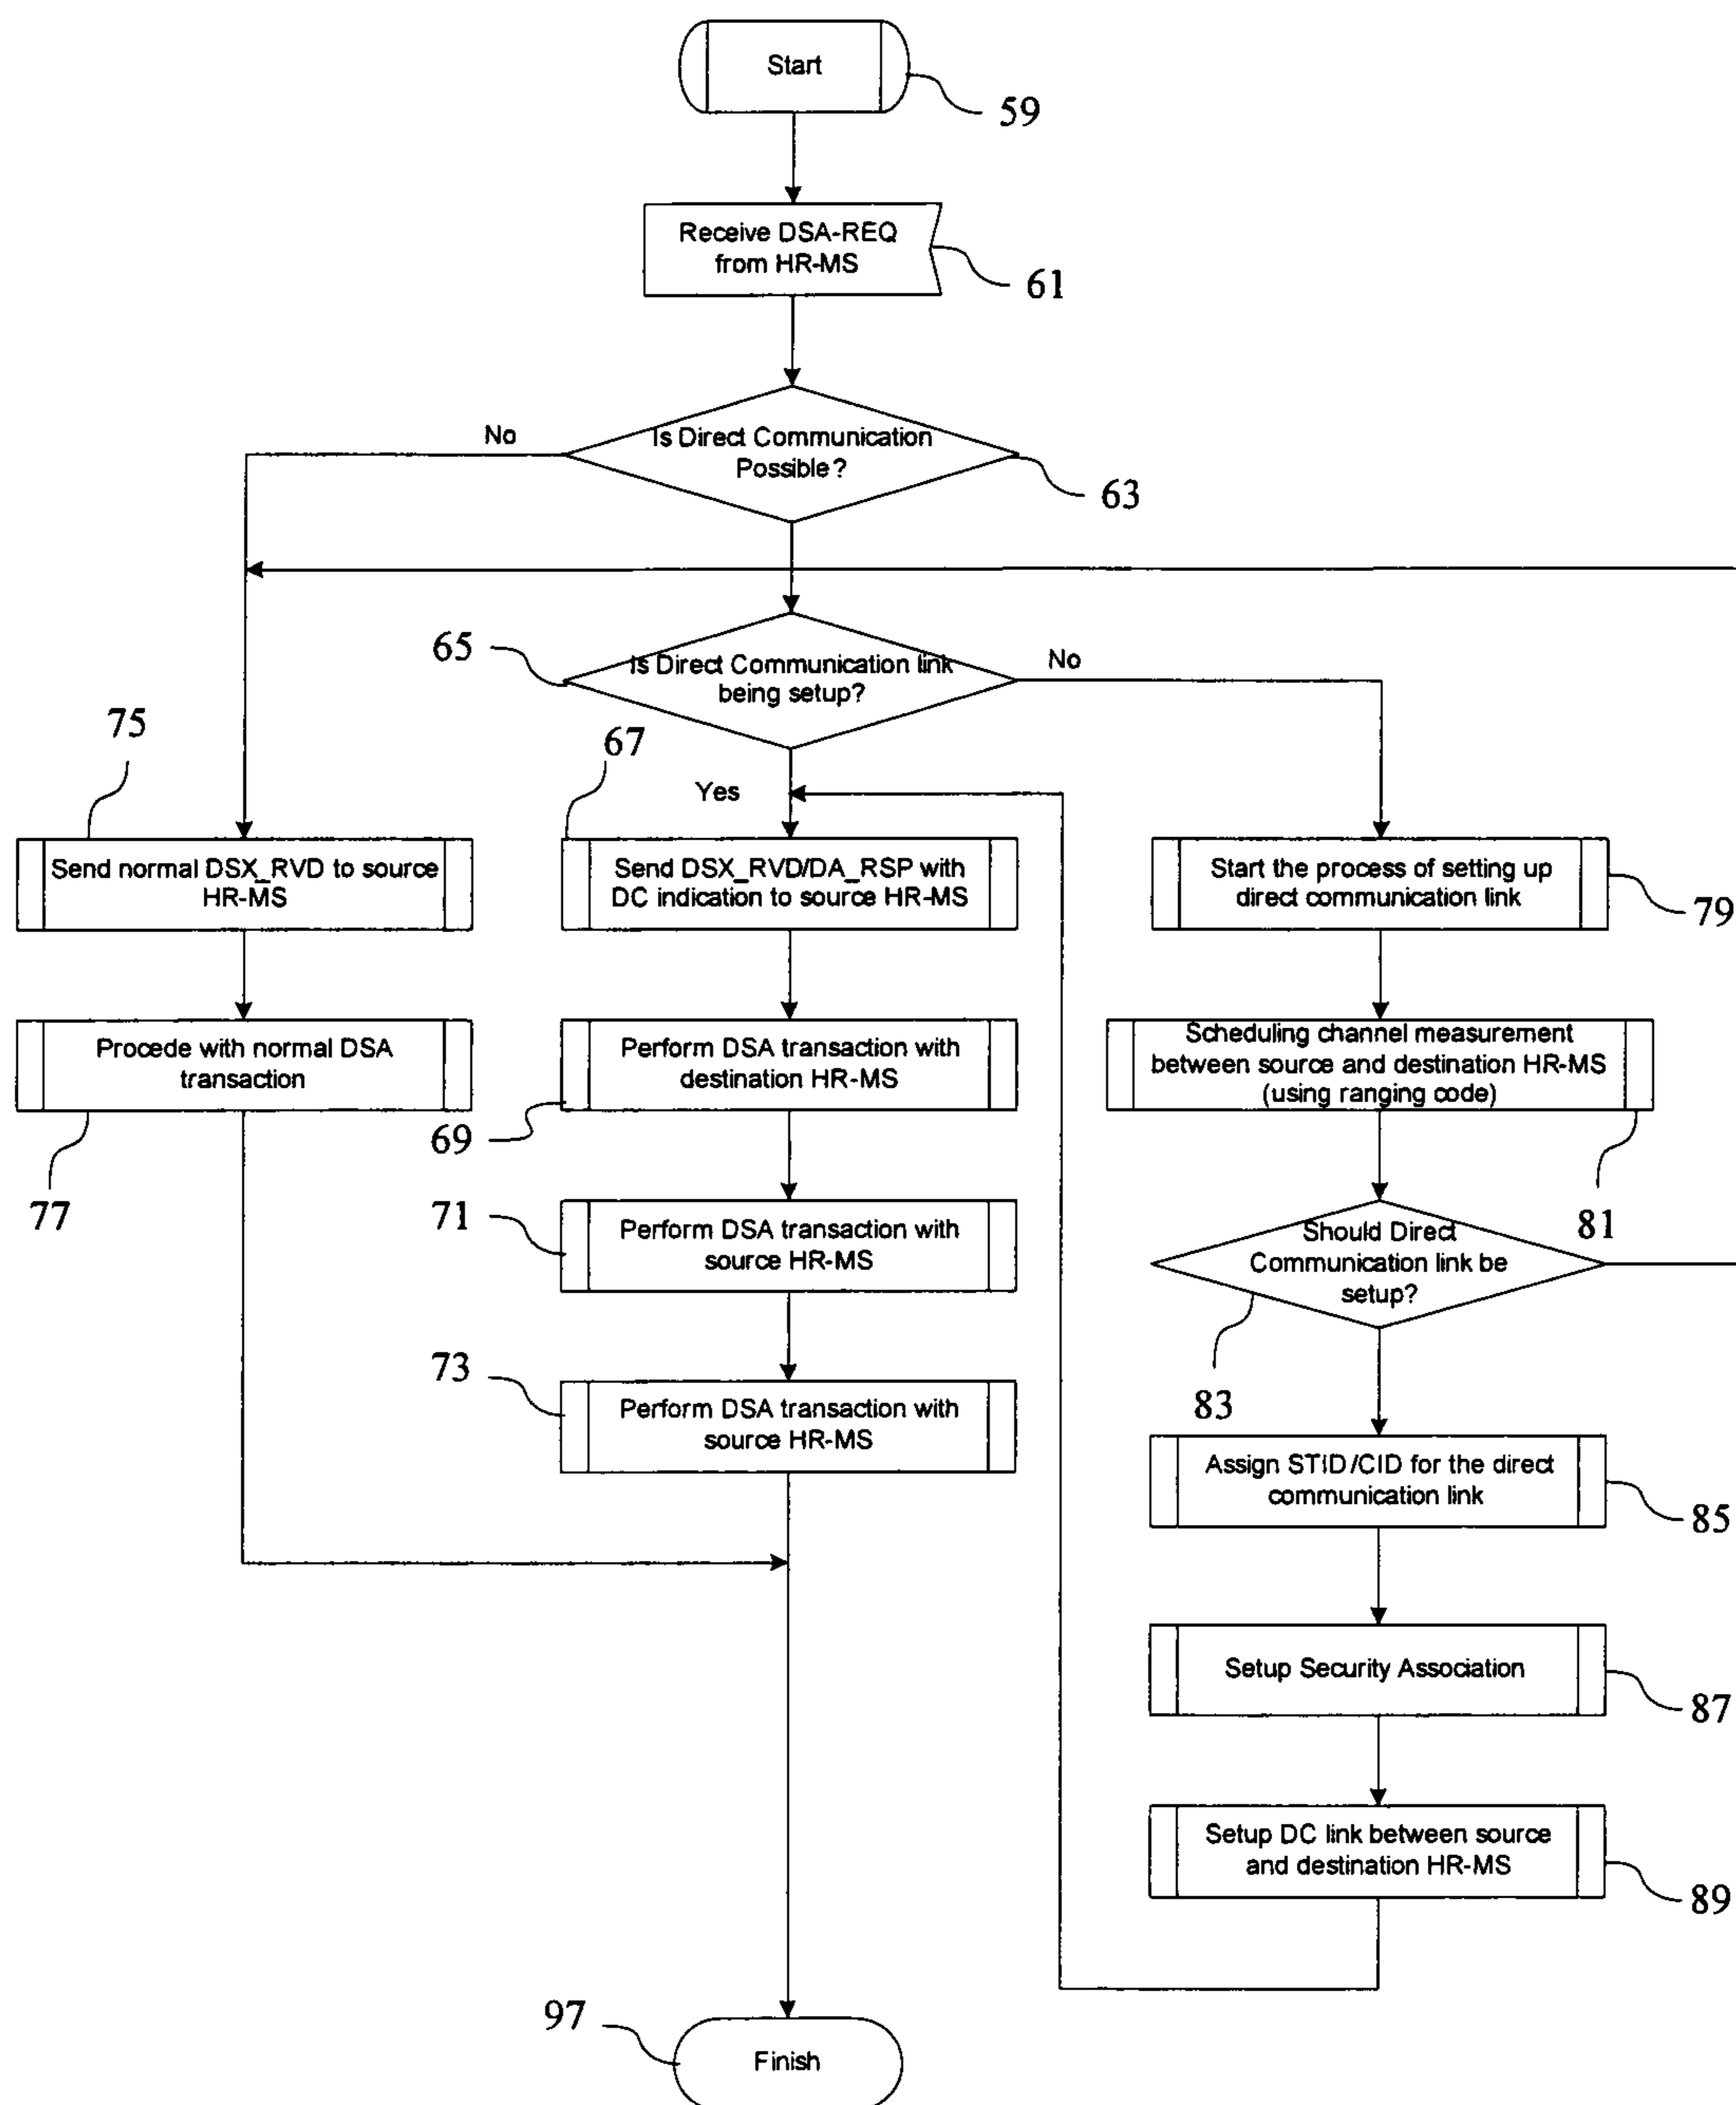 Start
59
Receive DSA-REQ
from HR-MS
61
Is Direct Communication
Possible?
No
63
65
Is Direct Communication link
being setup?
No
75
67
Yes
Send normal DSX_RVD to source
HR-MS
Send DSX_RVD/DA_RSP with
DC indication to source HR-MS
Start the process of setting up
direct communication link
79
Procede with normal DSA
transaction
77
Perform DSA transaction with
destination HR-MS
69
Scheduling channel measurement
between source and destination HR-MS
(using ranging code)
81
71
Perform DSA transaction with
source HR-MS
Should Direct
Communication link be
setup?
83
73
Perform DSA transaction with
source HR-MS
Assign STID/CID for the direct
communication link
85
Setup Security Association
87
Setup DC link between source
and destination HR-MS
89
97
Finish